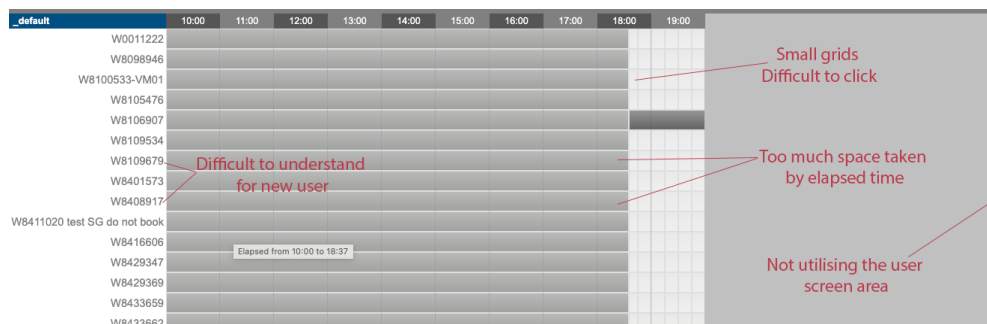 _default 10:00 11:00 12:00 13:00 14:00 15:00 16:00 17:00 18:00 19:00
W0011222
W8098946
W8100533-VM01
W8105476
W8106907
W8109534
W8109679
W8401573
W8408917
W8411020 test SG do not book
W8416606
W8429347
W8429369
W8433659
W8433662
Small grids
Difficult to click
Difficult to understand
for new user
Too much space taken
by elapsed time
Elapsed from 10:00 to 18:37
Not utilising the user
screen area